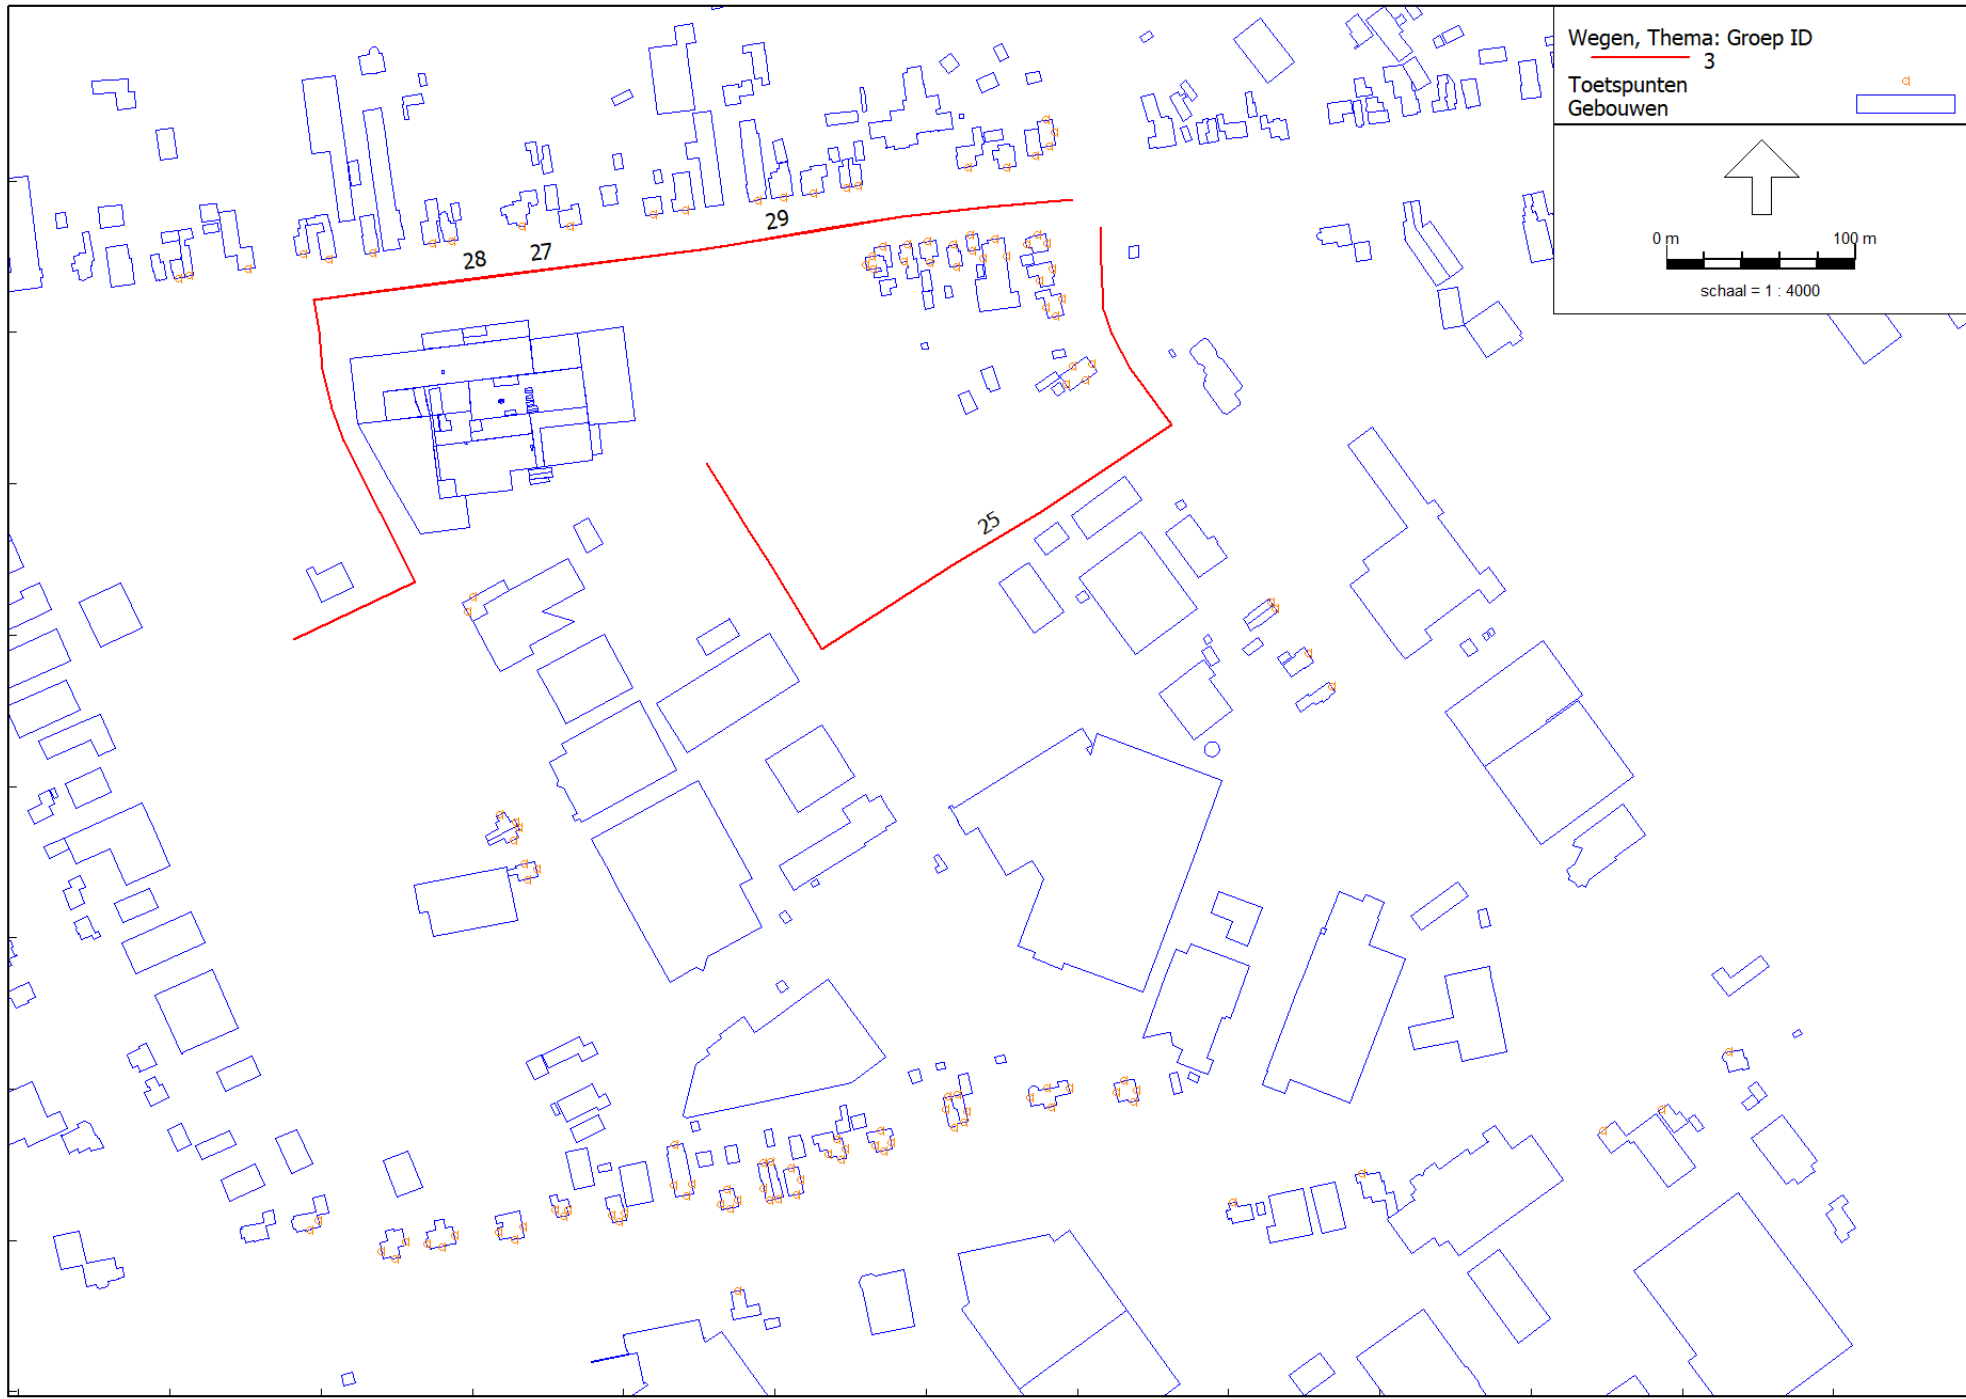 Wegen, Thema: Groep ID
3
Toetspunten
Gebouwen
0 m 100 m
schaal = 1 : 4000
29
28 27
25